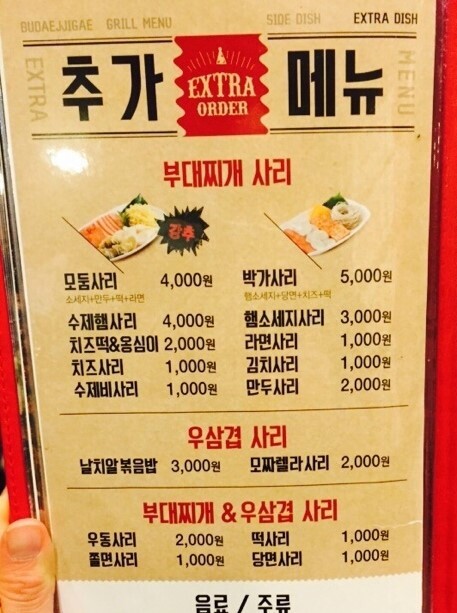 BUDAEJJIGAE GRILL MENU SIDE DISH EXTRA DISH
EXTRA
추가
EXTRA
ORDER
메뉴
MENU
부대찌개 사리
강추
모둠사리 4,000원
소세지+만두+떡+라면
수제햄사리 4,000원
치즈떡&옹심이 2,000원
치즈사리 1,000원
수제비사리 1,000원
박가사리 5,000원
햄소세지+당면+치즈+떡
햄소세지사리 3,000원
라면사리 1,000원
김치사리 1,000원
만두사리 2,000원
우삼겹 사리
날치알볶음밥 3,000원 모짜렐라사리 2,000원
부대찌개 & 우삼겹 사리
우동사리 2,000원 떡사리 1,000원
쫄면사리 1,000원 당면사리 1,000원
음료 / 주류